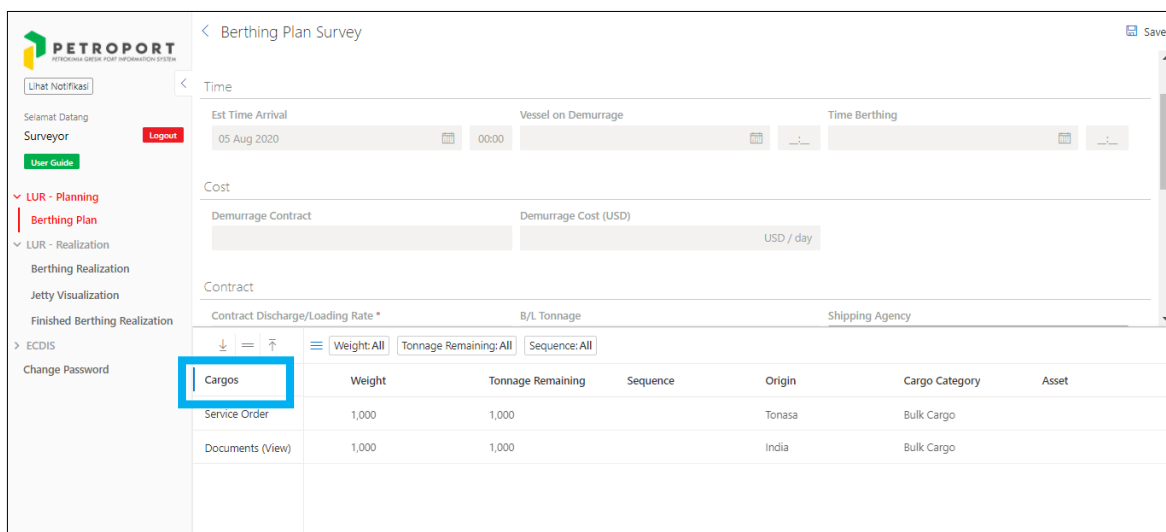 PETROPORT
PETROKIMIA GRESIK PORT INFORMATION SYSTEM
Lihat Notifikasi
Selamat Datang
Surveyor
Logout
User Guide
LUR - Planning
Berthing Plan
LUR - Realization
Berthing Realization
Jetty Visualization
Finished Berthing Realization
ECDIS
Change Password
Berthing Plan Survey
Save
Time
Est Time Arrival Vessel on Demurrage Time Berthing
05 Aug 2020 00:00 __:__ __:__
Cost
Demurrage Contract Demurrage Cost (USD)
USD / day
Contract
Contract Discharge/Loading Rate * B/L Tonnage Shipping Agency
Weight: All Tonnage Remaining: All Sequence: All
Cargos Weight Tonnage Remaining Sequence Origin Cargo Category Asset
Service Order 1,000 1,000 Tonasa Bulk Cargo
Documents (View) 1,000 1,000 India Bulk Cargo